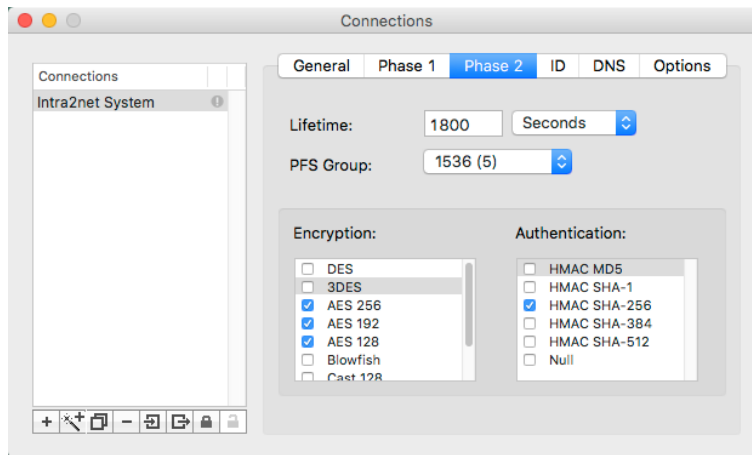 Connections
General Phase 1 Phase 2 ID DNS Options
Connections
Intra2net System
Lifetime: 1800 Seconds
PFS Group: 1536 (5)
Encryption:
DES
3DES
AES 256
AES 192
AES 128
Blowfish
Cast 128
Authentication:
HMAC MD5
HMAC SHA-1
HMAC SHA-256
HMAC SHA-384
HMAC SHA-512
Null